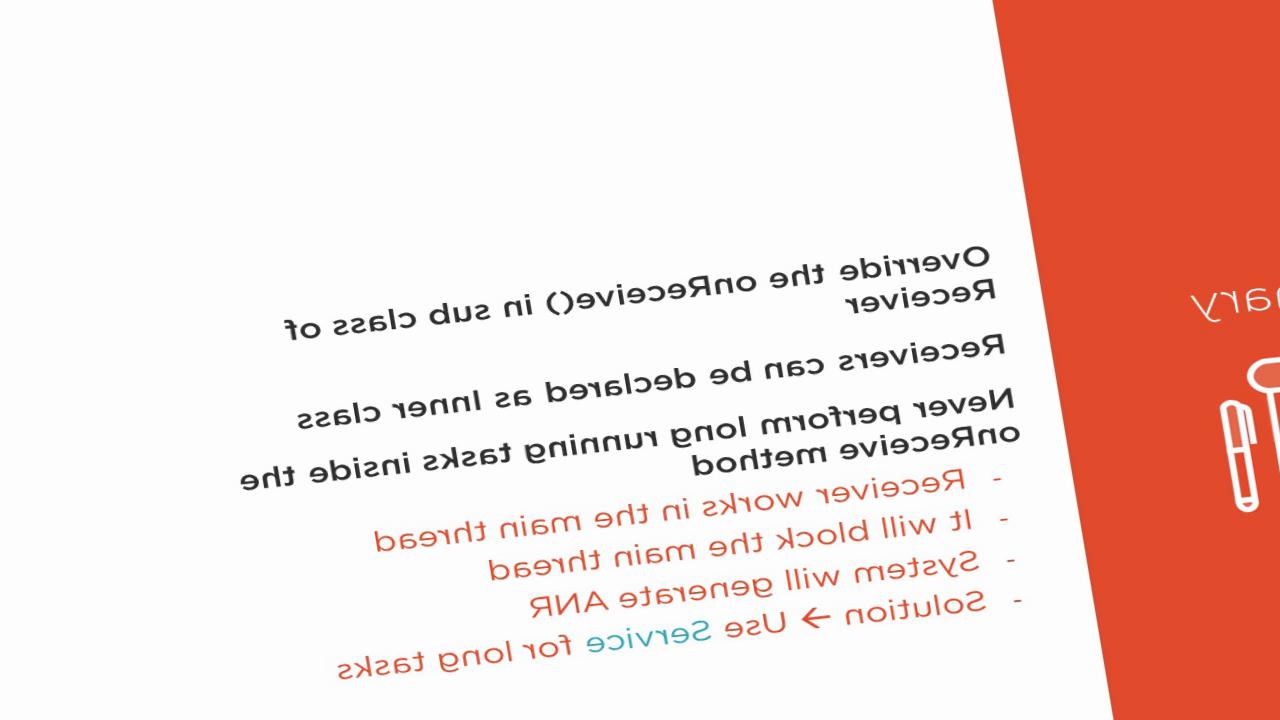 Override the onReceive() in sub class of
Receiver
Receivers can be declared as Inner class
Never perform long running tasks inside the
onReceive method
- Receiver works in the main thread
- It will block the main thread
- System will generate ANR
- Solution → Use Service for long tasks